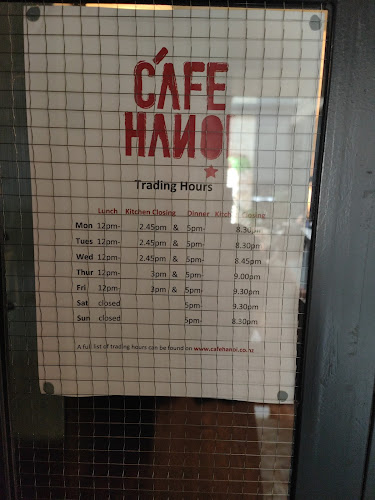 CAFE
HANOI
Trading Hours
Lunch Kitchen Closing Dinner Kitchen Closing
Mon 12pm- 2.45pm & 5pm- 8.30pm
Tues 12pm- 2.45pm & 5pm- 8.30pm
Wed 12pm- 2.45pm & 5pm- 8.45pm
Thur 12pm- 3pm & 5pm- 9.00pm
Fri 12pm- 3pm & 5pm- 9.30pm
Sat closed 5pm- 9.30pm
Sun closed 5pm- 8.30pm
A full list of trading hours can be found on www.cafehanoi.co.nz